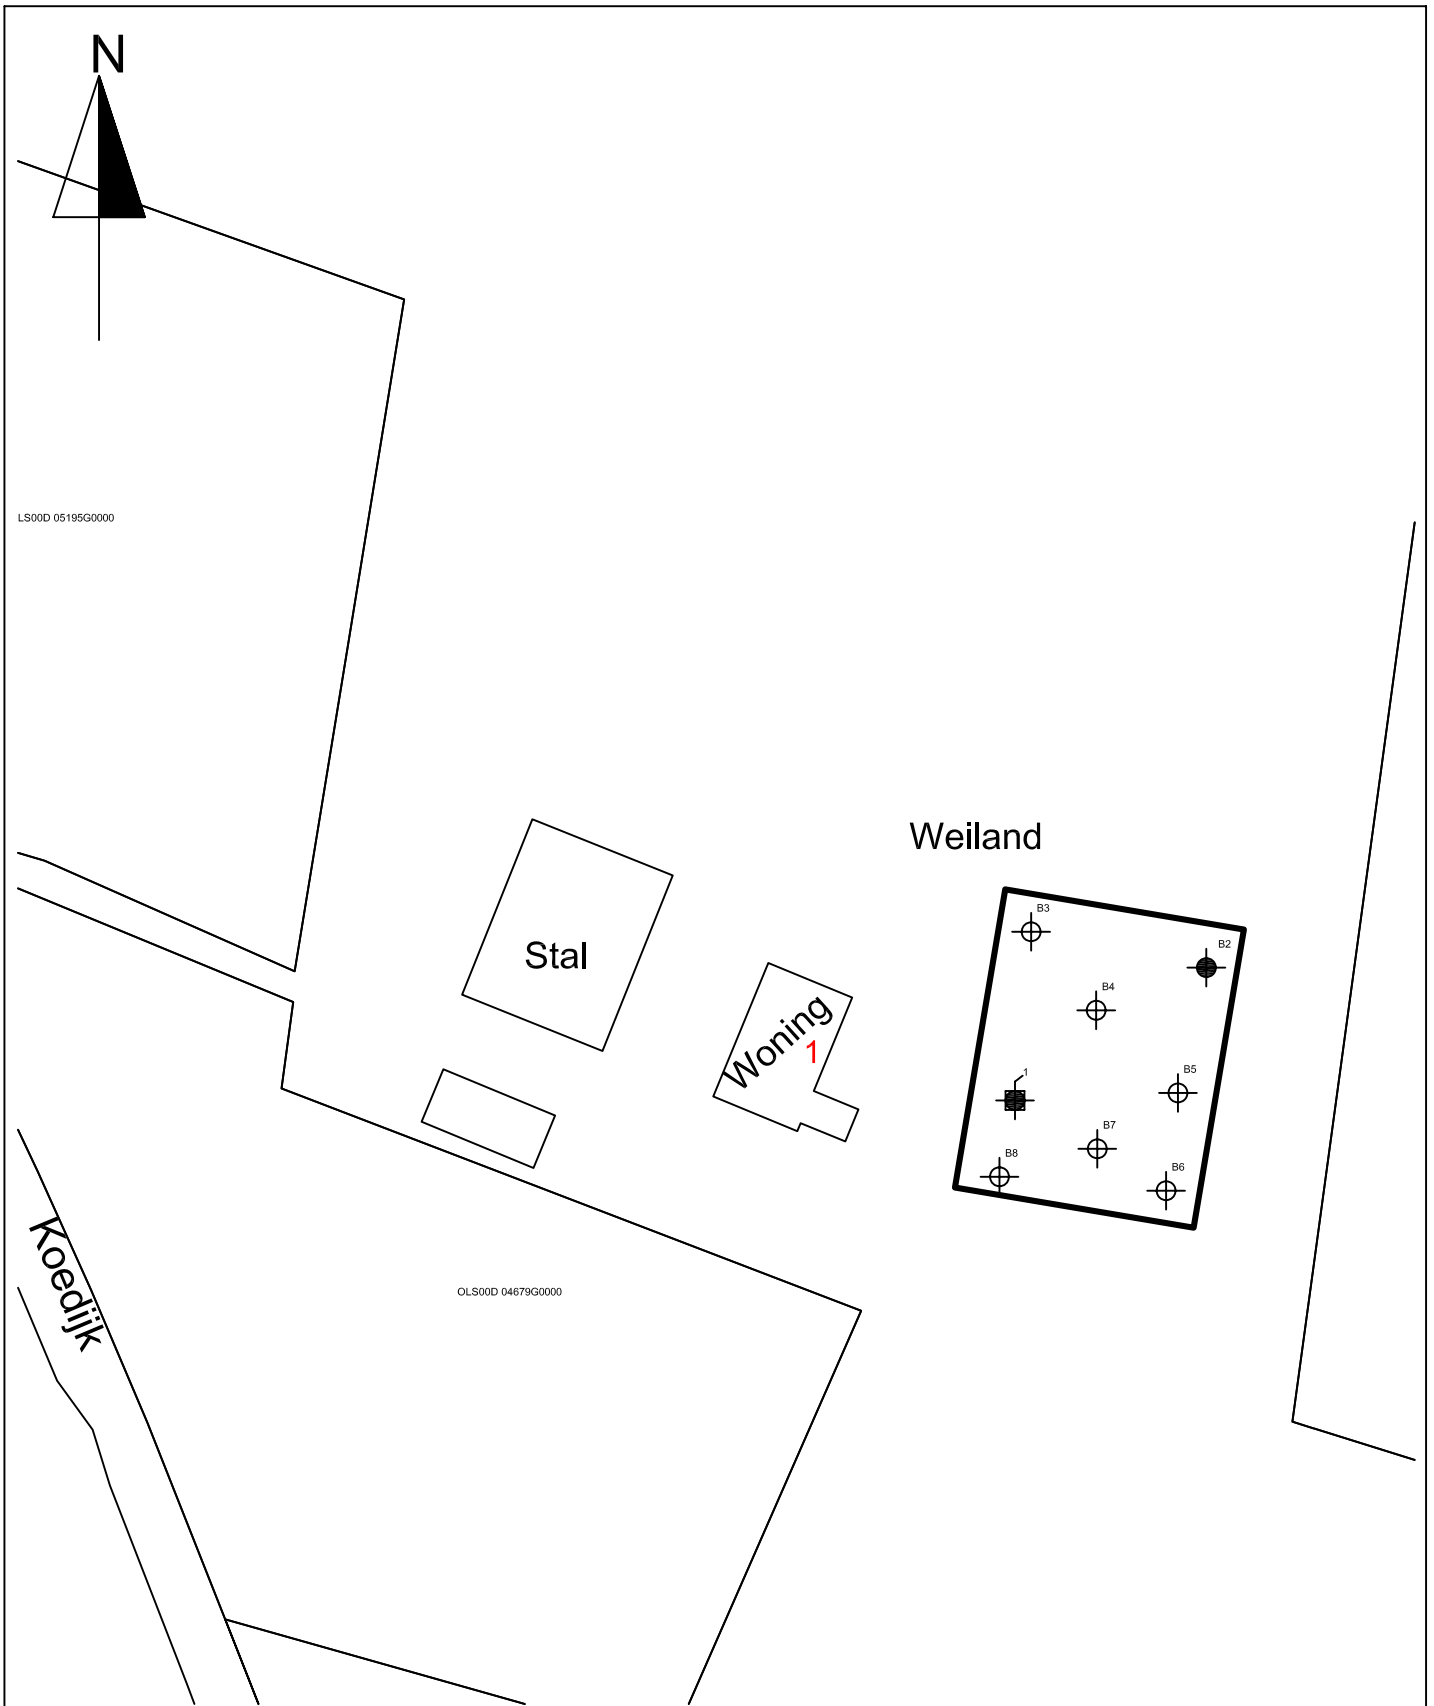 N
LS00D 05195G0000
Weiland
B3
B2
Stal
B4
Woning
1
1
B5
B7
B8
B6
Koedijk
OLS00D 04679G0000